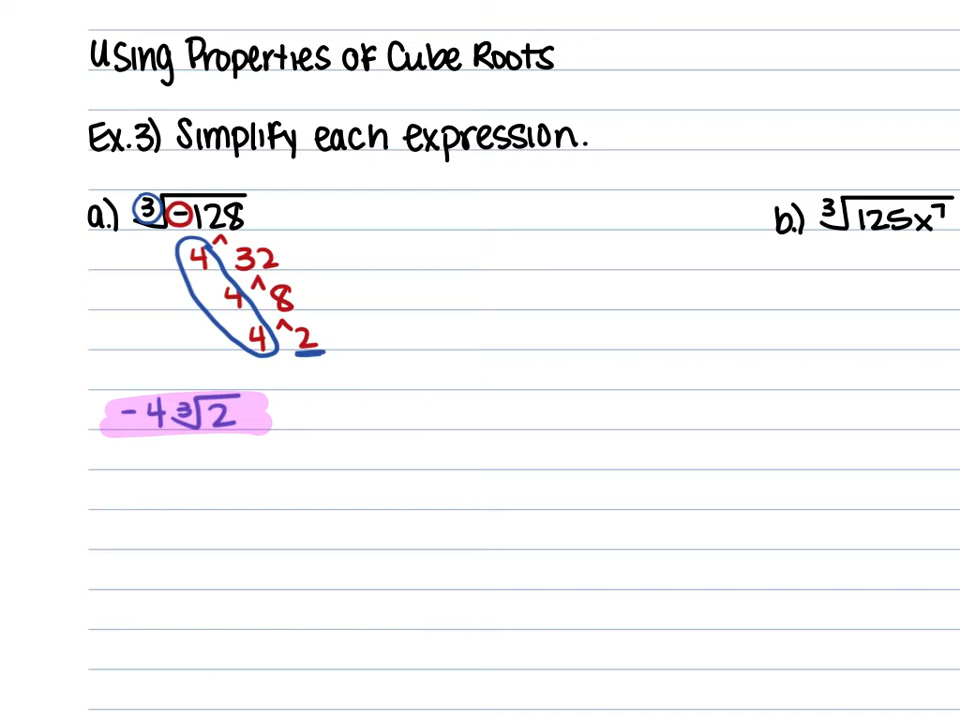 Using Properties of Cube Roots
Ex.3) Simplify each expression.
a.) ∛-128
b.) ∛125x⁷
4 ^ 32
4 ^ 8
4 ^ 2
-4 ∛2